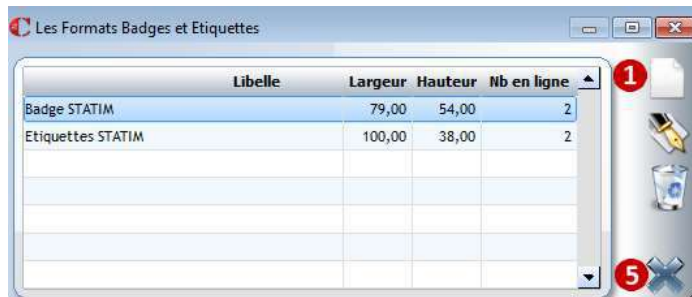 Les Formats Badges et Etiquettes
Libelle Largeur Hauteur Nb en ligne
Badge STATIM 79,00 54,00 2
Etiquettes STATIM 100,00 38,00 2
1
5